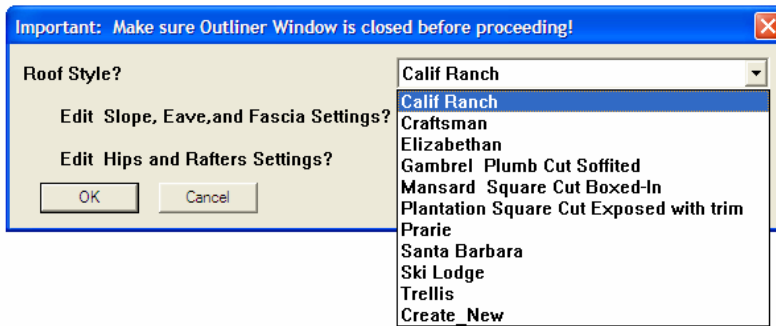 Important: Make sure Outliner Window is closed before proceeding!
Roof Style?
Calif Ranch
Calif Ranch
Craftsman
Edit Slope, Eave,and Fascia Settings?
Elizabethan
Gambrel Plumb Cut Soffited
Edit Hips and Rafters Settings?
Mansard Square Cut Boxed-In
OK
Cancel
Plantation Square Cut Exposed with trim
Prarie
Santa Barbara
Ski Lodge
Trellis
Create_New